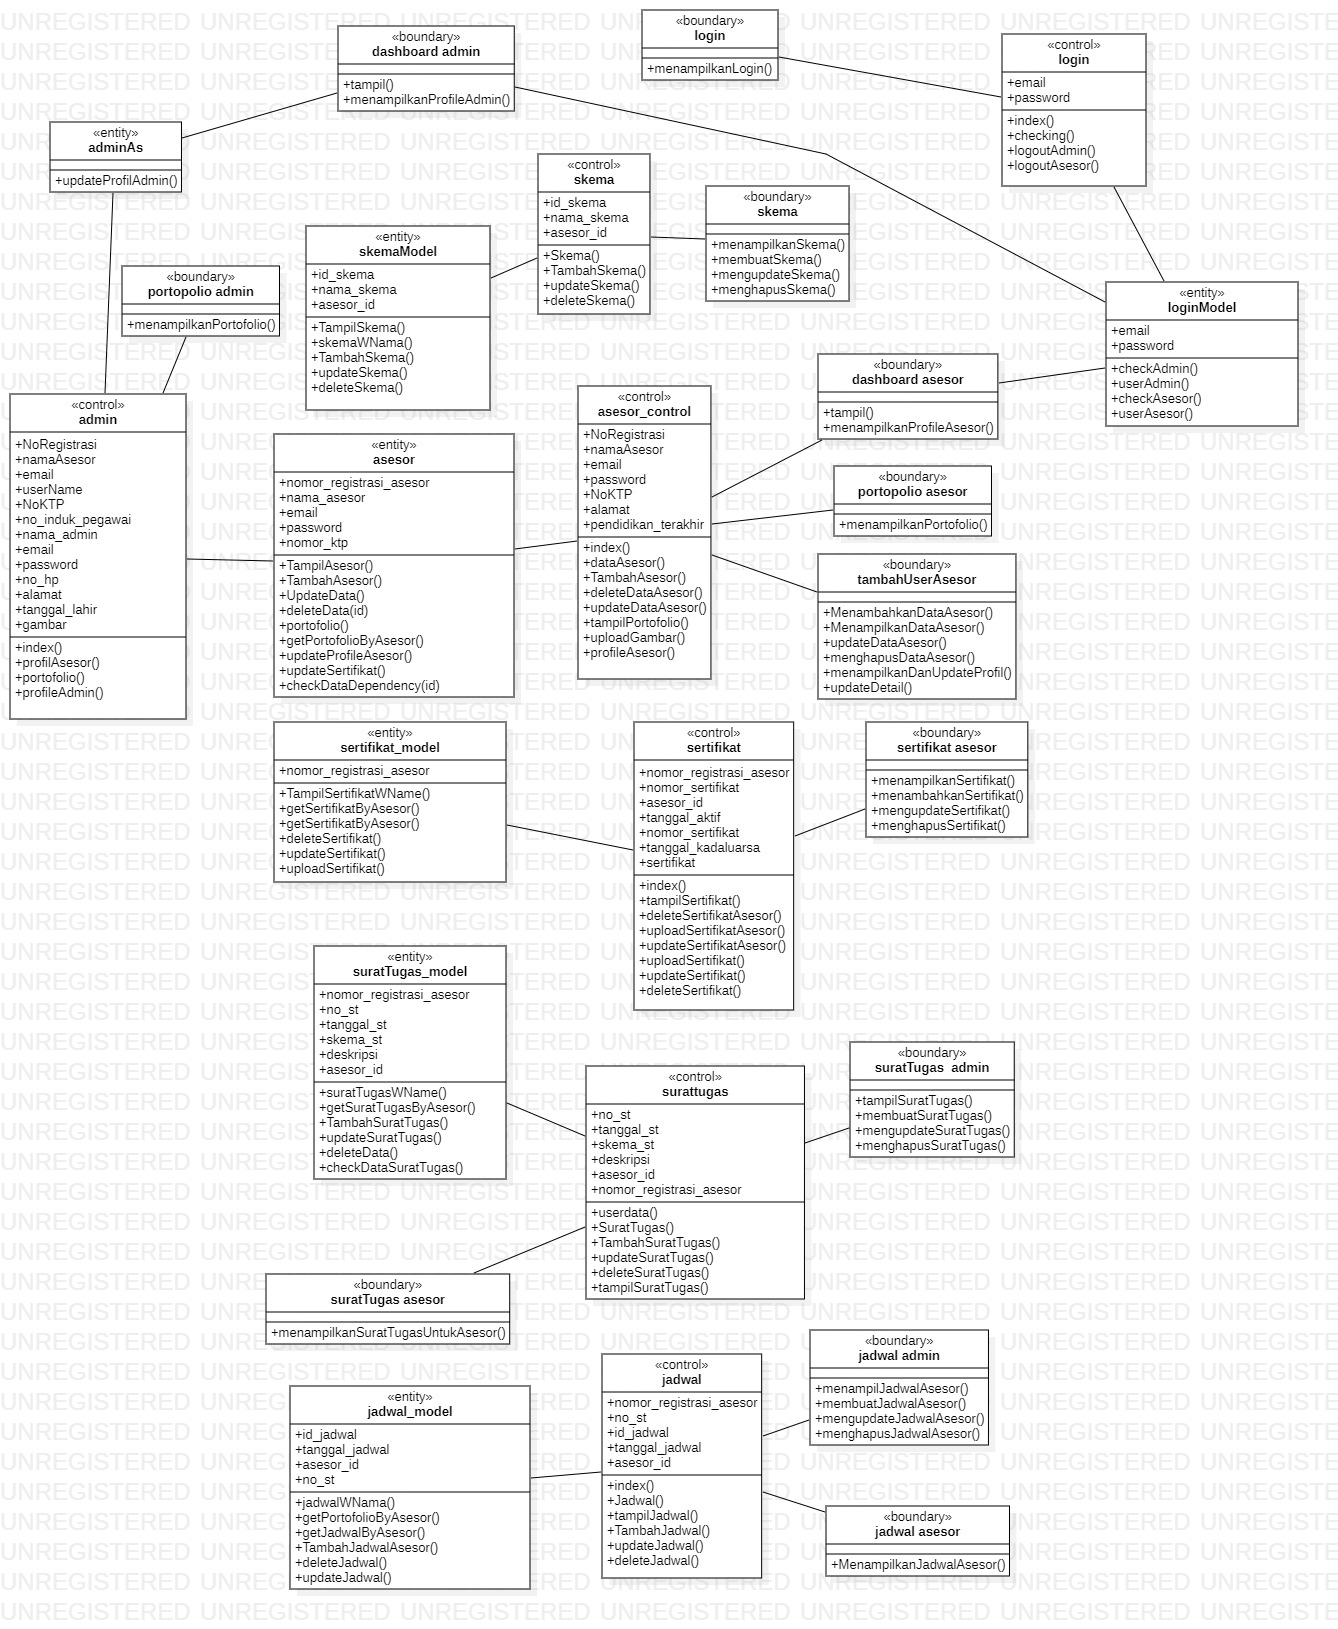 «boundary»
login
+menampilkanLogin()
«boundary»
dashboard admin
+tampil()
+menampilkanProfileAdmin()
«control»
login
+email
+password
+index()
+checking()
+logoutAdmin()
+logoutAsesor()
«entity»
adminAs
+updateProfilAdmin()
«control»
skema
+id_skema
+nama_skema
+asesor_id
+Skema()
+TambahSkema()
+updateSkema()
+deleteSkema()
«boundary»
skema
+menampilkanSkema()
+membuatSkema()
+mengupdateSkema()
+menghapusSkema()
«entity»
skemaModel
+id_skema
+nama_skema
+asesor_id
+TampilSkema()
+skemaWNama()
+TambahSkema()
+updateSkema()
+deleteSkema()
«boundary»
portopolio admin
+menampilkanPortofolio()
«entity»
loginModel
+email
+password
+checkAdmin()
+userAdmin()
+checkAsesor()
+userAsesor()
«boundary»
dashboard asesor
+tampil()
+menampilkanProfileAsesor()
«control»
admin
+NoRegistrasi
+namaAsesor
+email
+userName
+NoKTP
+no_induk_pegawai
+nama_admin
+email
+password
+no_hp
+alamat
+tanggal_lahir
+gambar
+index()
+profilAsesor()
+portofolio()
+profileAdmin()
«entity»
asesor
+nomor_registrasi_asesor
+nama_asesor
+email
+password
+nomor_ktp
+TampilAsesor()
+TambahAsesor()
+UpdateData()
+deleteData(id)
+portofolio()
+getPortofolioByAsesor()
+updateProfileAsesor()
+updateSertifikat()
+checkDataDependency(id)
«control»
asesor_control
+NoRegistrasi
+namaAsesor
+email
+password
+NoKTP
+alamat
+pendidikan_terakhir
+index()
+dataAsesor()
+TambahAsesor()
+deleteDataAsesor()
+updateDataAsesor()
+tampilPortofolio()
+uploadGambar()
+profileAsesor()
«boundary»
portopolio asesor
+menampilkanPortofolio()
«boundary»
tambahUserAsesor
+MenambahkanDataAsesor()
+MenampilkanDataAsesor()
+updateDataAsesor()
+menghapusDataAsesor()
+menampilkanDanUpdateProfil()
+updateDetail()
«entity»
sertifikat_model
+nomor_registrasi_asesor
+TampilSertifikatWName()
+getSertifikatByAsesor()
+getSertifikatByAsesor()
+deleteSertifikat()
+updateSertifikat()
+uploadSertifikat()
«control»
sertifikat
+nomor_registrasi_asesor
+nomor_sertifikat
+asesor_id
+tanggal_aktif
+nomor_sertifikat
+tanggal_kadaluarsa
+sertifikat
+index()
+tampilSertifikat()
+deleteSertifikatAsesor()
+uploadSertifikatAsesor()
+updateSertifikatAsesor()
+uploadSertifikat()
+updateSertifikat()
+deleteSertifikat()
«boundary»
sertifikat asesor
+menampilkanSertifikat()
+menambahkanSertifikat()
+mengupdateSertifikat()
+menghapusSertifikat()
«entity»
suratTugas_model
+nomor_registrasi_asesor
+no_st
+tanggal_st
+skema_st
+deskripsi
+asesor_id
+suratTugasWName()
+getSuratTugasByAsesor()
+TambahSuratTugas()
+updateSuratTugas()
+deleteData()
+checkDataSuratTugas()
«control»
surattugas
+no_st
+tanggal_st
+skema_st
+deskripsi
+asesor_id
+nomor_registrasi_asesor
+userdata()
+SuratTugas()
+TambahSuratTugas()
+updateSuratTugas()
+deleteSuratTugas()
+tampilSuratTugas()
«boundary»
suratTugas  admin
+tampilSuratTugas()
+membuatSuratTugas()
+mengupdateSuratTugas()
+menghapusSuratTugas()
«boundary»
suratTugas asesor
+menampilkanSuratTugasUntukAsesor()
«entity»
jadwal_model
+id_jadwal
+tanggal_jadwal
+asesor_id
+no_st
+jadwalWNama()
+getPortofolioByAsesor()
+getJadwalByAsesor()
+TambahJadwalAsesor()
+deleteJadwal()
+updateJadwal()
«control»
jadwal
+nomor_registrasi_asesor
+no_st
+id_jadwal
+tanggal_jadwal
+asesor_id
+index()
+Jadwal()
+tampilJadwal()
+TambahJadwal()
+updateJadwal()
+deleteJadwal()
«boundary»
jadwal admin
+menampilJadwalAsesor()
+membuatJadwalAsesor()
+mengupdateJadwalAsesor()
+menghapusJadwalAsesor()
«boundary»
jadwal asesor
+MenampilkanJadwalAsesor()
UNREGISTERED